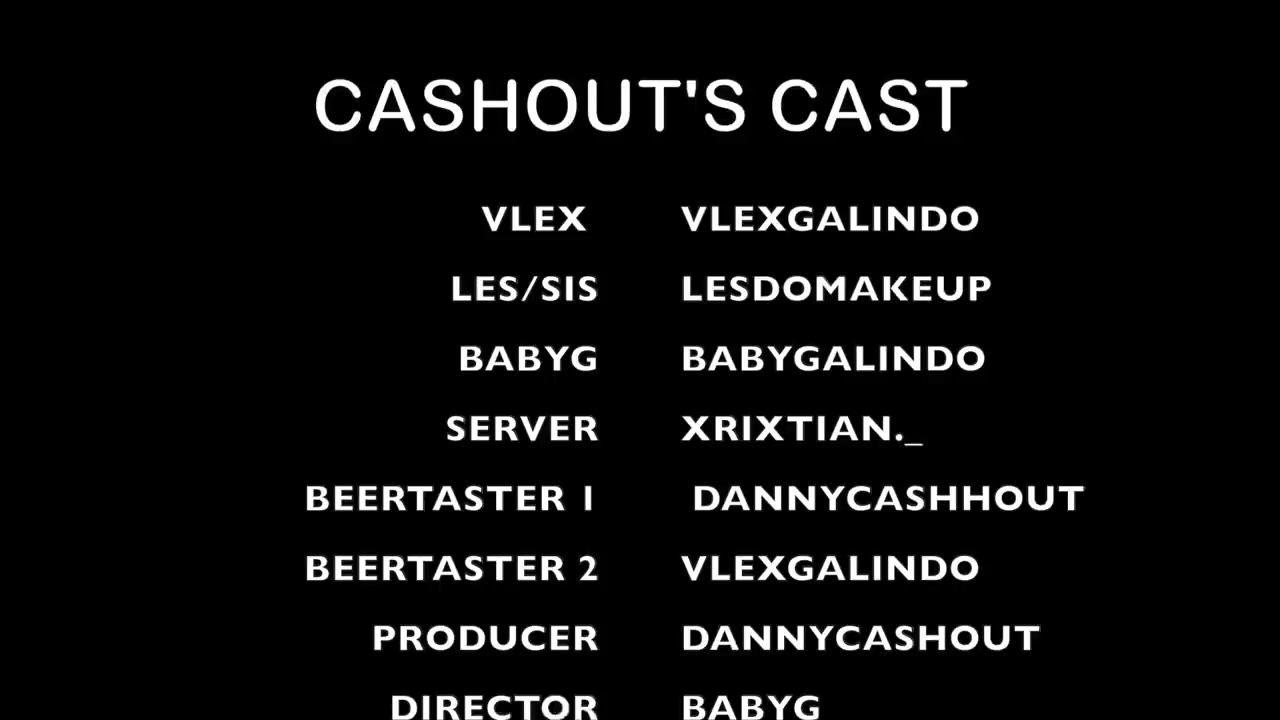 CASHOUT'S CAST
VLEX VLEXGALINDO
LES/SIS LESDOMAKEUP
BABYG BABYGALINDO
SERVER XRIXTIAN._
BEERTASTER 1 DANNYCASHHOUT
BEERTASTER 2 VLEXGALINDO
PRODUCER DANNYCASHOUT
DIRECTOR BABYG